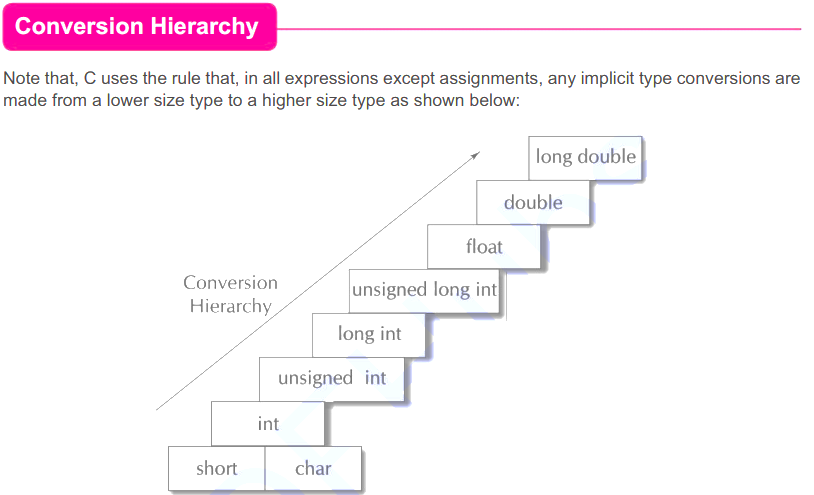 Conversion Hierarchy
Note that, C uses the rule that, in all expressions except assignments, any implicit type conversions are
made from a lower size type to a higher size type as shown below:
long double
double
float
Conversion
Hierarchy
unsigned long int
long int
unsigned int
int
short char